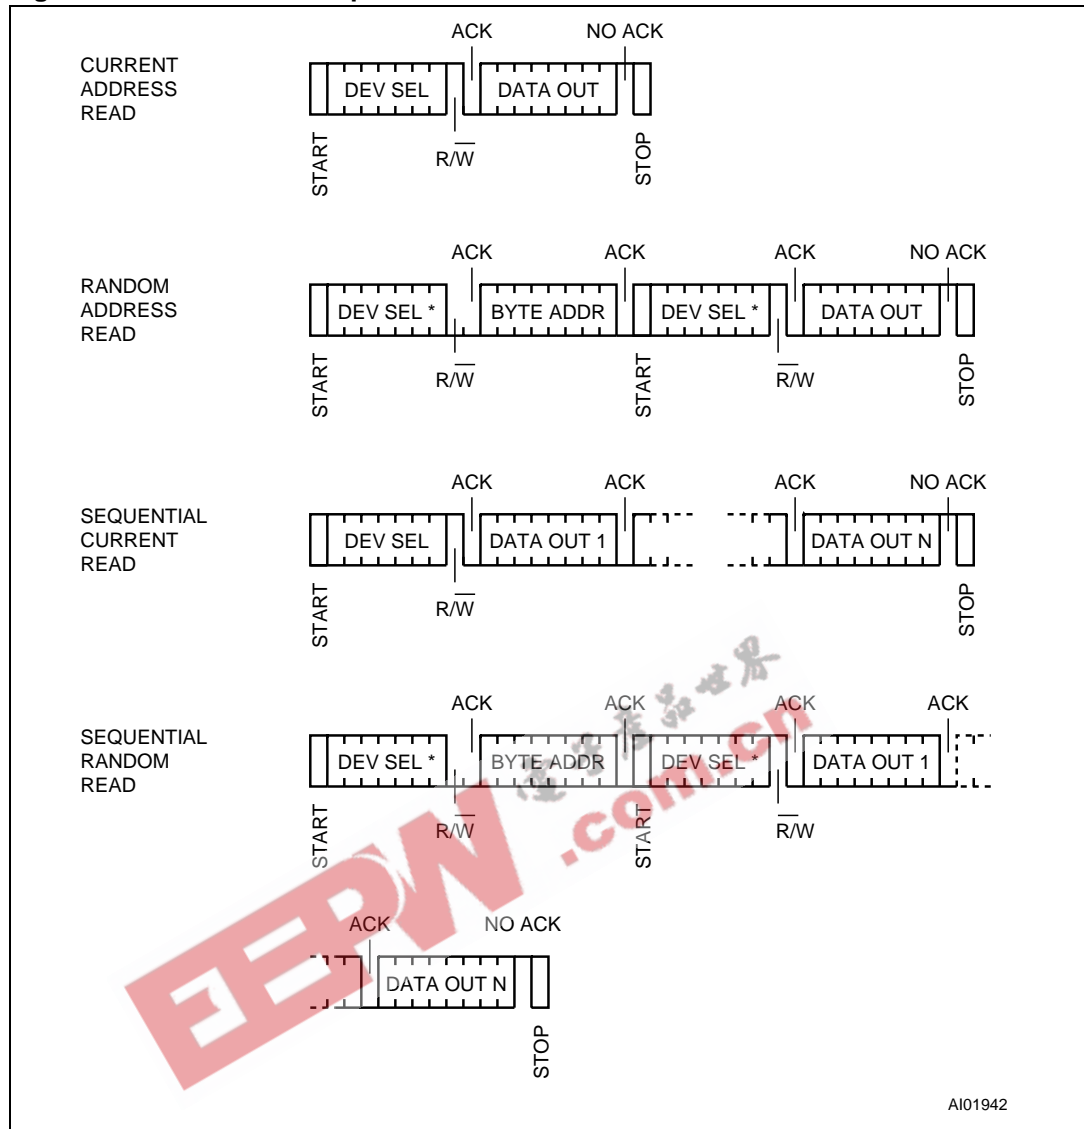 ACK NO ACK
CURRENT
ADDRESS
READ
DEV SEL DATA OUT
START R/W̅ STOP
ACK ACK ACK NO ACK
RANDOM
ADDRESS
READ
DEV SEL * BYTE ADDR DEV SEL * DATA OUT
START R/W̅ START R̅/W STOP
ACK ACK ACK NO ACK
SEQUENTIAL
CURRENT
READ
DEV SEL DATA OUT 1 DATA OUT N
START R/W̅ STOP
ACK ACK ACK ACK
SEQUENTIAL
RANDOM
READ
DEV SEL * BYTE ADDR DEV SEL * DATA OUT 1
START R/W̅ START R̅/W
ACK NO ACK
DATA OUT N
STOP
AI01942
EEPW .com.cn